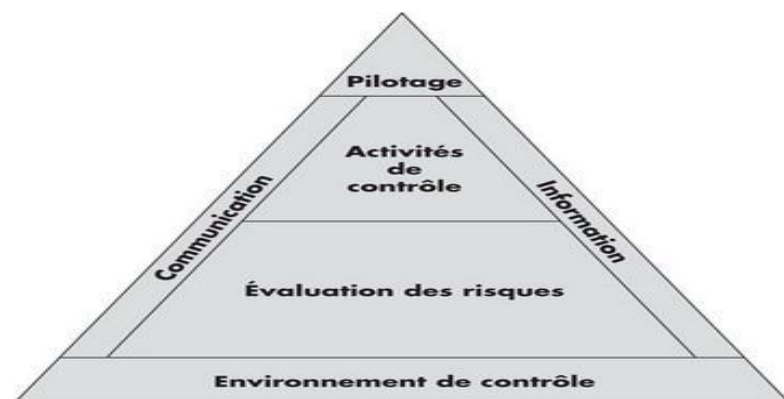 Pilotage
Activités
de
contrôle
Communication
Information
Évaluation des risques
Environnement de contrôle